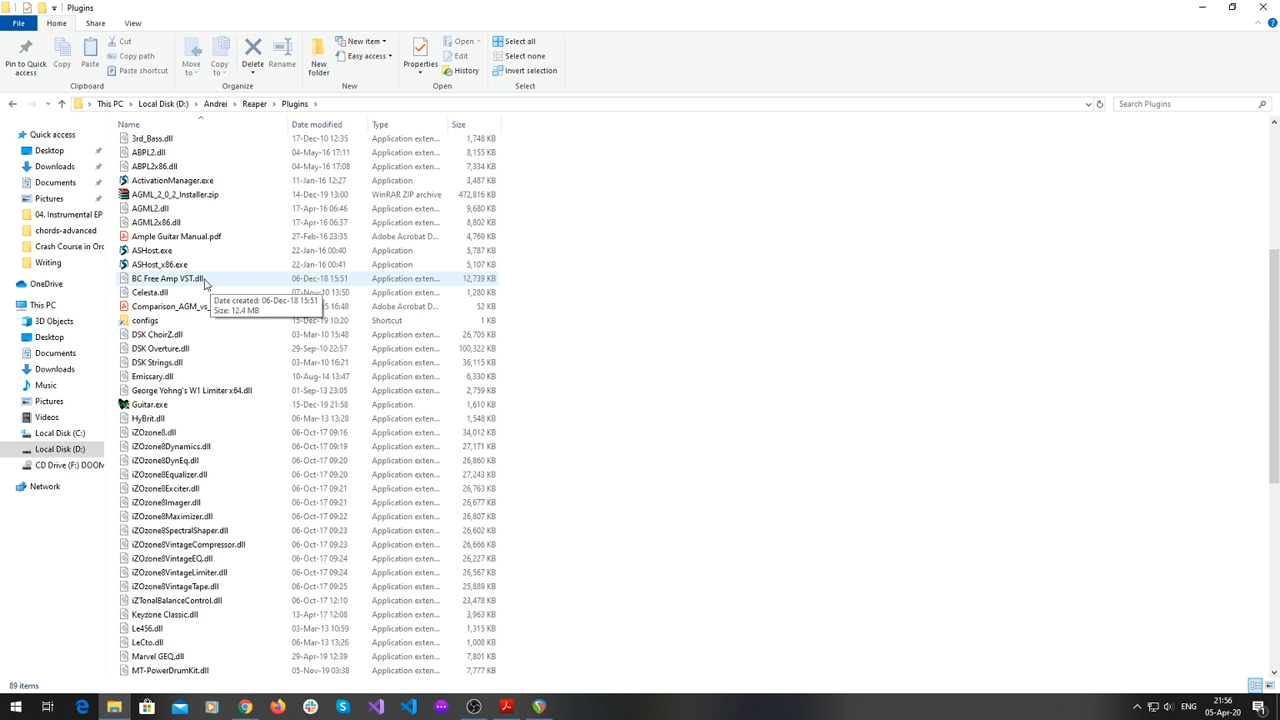 Plugins
File Home Share View
Pin to Quick access
Copy
Paste
Cut
Copy path
Paste shortcut
Clipboard
Move to
Copy to
Delete
Rename
Organize
New folder
New item
Easy access
New
Properties
Open
Edit
History
Open
Select all
Select none
Invert selection
Select
This PC > Local Disk (D:) > Andrei > Reaper > Plugins >
Search Plugins
Quick access
Desktop
Downloads
Documents
Pictures
04. Instrumental EP
chords-advanced
Crash Course in Orc
Writing
OneDrive
This PC
3D Objects
Desktop
Documents
Downloads
Music
Pictures
Videos
Local Disk (C:)
Local Disk (D:)
CD Drive (F:) DOOM
Network
Name Date modified Type Size
3rd_Bass.dll 17-Dec-10 12:35 Application exten... 1,748 KB
ABPL2.dll 04-May-16 17:11 Application exten... 8,155 KB
ABPL2x86.dll 04-May-16 17:08 Application exten... 7,334 KB
ActivationManager.exe 11-Jan-16 12:27 Application 3,487 KB
AGML_2_0_2_Installer.zip 14-Dec-19 13:00 WinRAR ZIP archive 472,816 KB
AGML2.dll 17-Apr-16 06:46 Application exten... 9,680 KB
AGML2x86.dll 17-Apr-16 06:37 Application exten... 8,802 KB
Ample Guitar Manual.pdf 27-Feb-16 23:35 Adobe Acrobat D... 4,769 KB
ASHost.exe 22-Jan-16 00:40 Application 5,787 KB
ASHost_x86.exe 22-Jan-16 00:41 Application 5,107 KB
BC Free Amp VST.dll 06-Dec-18 15:51 Application exten... 12,739 KB
Celesta.dll 07-Nov-10 13:50 Application exten... 1,280 KB
Comparison_AGM_vs_ 16:48 Adobe Acrobat D... 52 KB
Date created: 06-Dec-18 15:51
Size: 12.4 MB
configs 15-Dec-19 10:20 Shortcut 1 KB
DSK ChoirZ.dll 03-Mar-10 15:48 Application exten... 26,705 KB
DSK Overture.dll 29-Sep-10 22:57 Application exten... 100,322 KB
DSK Strings.dll 03-Mar-10 16:21 Application exten... 36,115 KB
Emissary.dll 10-Aug-14 13:47 Application exten... 6,330 KB
George Yohng's W1 Limiter x64.dll 01-Sep-13 23:05 Application exten... 2,759 KB
Guitar.exe 15-Dec-19 21:58 Application 1,610 KB
HyBrit.dll 06-Mar-13 13:28 Application exten... 1,548 KB
iZOzone8.dll 06-Oct-17 09:16 Application exten... 34,012 KB
iZOzone8Dynamics.dll 06-Oct-17 09:19 Application exten... 27,171 KB
iZOzone8DynEq.dll 06-Oct-17 09:20 Application exten... 26,860 KB
iZOzone8Equalizer.dll 06-Oct-17 09:20 Application exten... 27,243 KB
iZOzone8Exciter.dll 06-Oct-17 09:21 Application exten... 26,763 KB
iZOzone8Imager.dll 06-Oct-17 09:21 Application exten... 26,677 KB
iZOzone8Maximizer.dll 06-Oct-17 09:22 Application exten... 26,807 KB
iZOzone8SpectralShaper.dll 06-Oct-17 09:23 Application exten... 26,602 KB
iZOzone8VintageCompressor.dll 06-Oct-17 09:23 Application exten... 26,666 KB
iZOzone8VintageEQ.dll 06-Oct-17 09:24 Application exten... 26,227 KB
iZOzone8VintageLimiter.dll 06-Oct-17 09:24 Application exten... 26,567 KB
iZOzone8VintageTape.dll 06-Oct-17 09:25 Application exten... 25,889 KB
iZTonalBalanceControl.dll 06-Oct-17 09:10 Application exten... 23,478 KB
Keyzone Classic.dll 13-Apr-17 12:08 Application exten... 3,963 KB
Le456.dll 03-Mar-13 10:59 Application exten... 1,315 KB
LeCto.dll 06-Mar-13 13:26 Application exten... 1,008 KB
Marvel GEQ.dll 29-Apr-19 12:39 Application exten... 7,801 KB
MT-PowerDrumKit.dll 05-Nov-19 03:38 Application exten... 7,777 KB
89 items
ENG
21:56
05-Apr-20